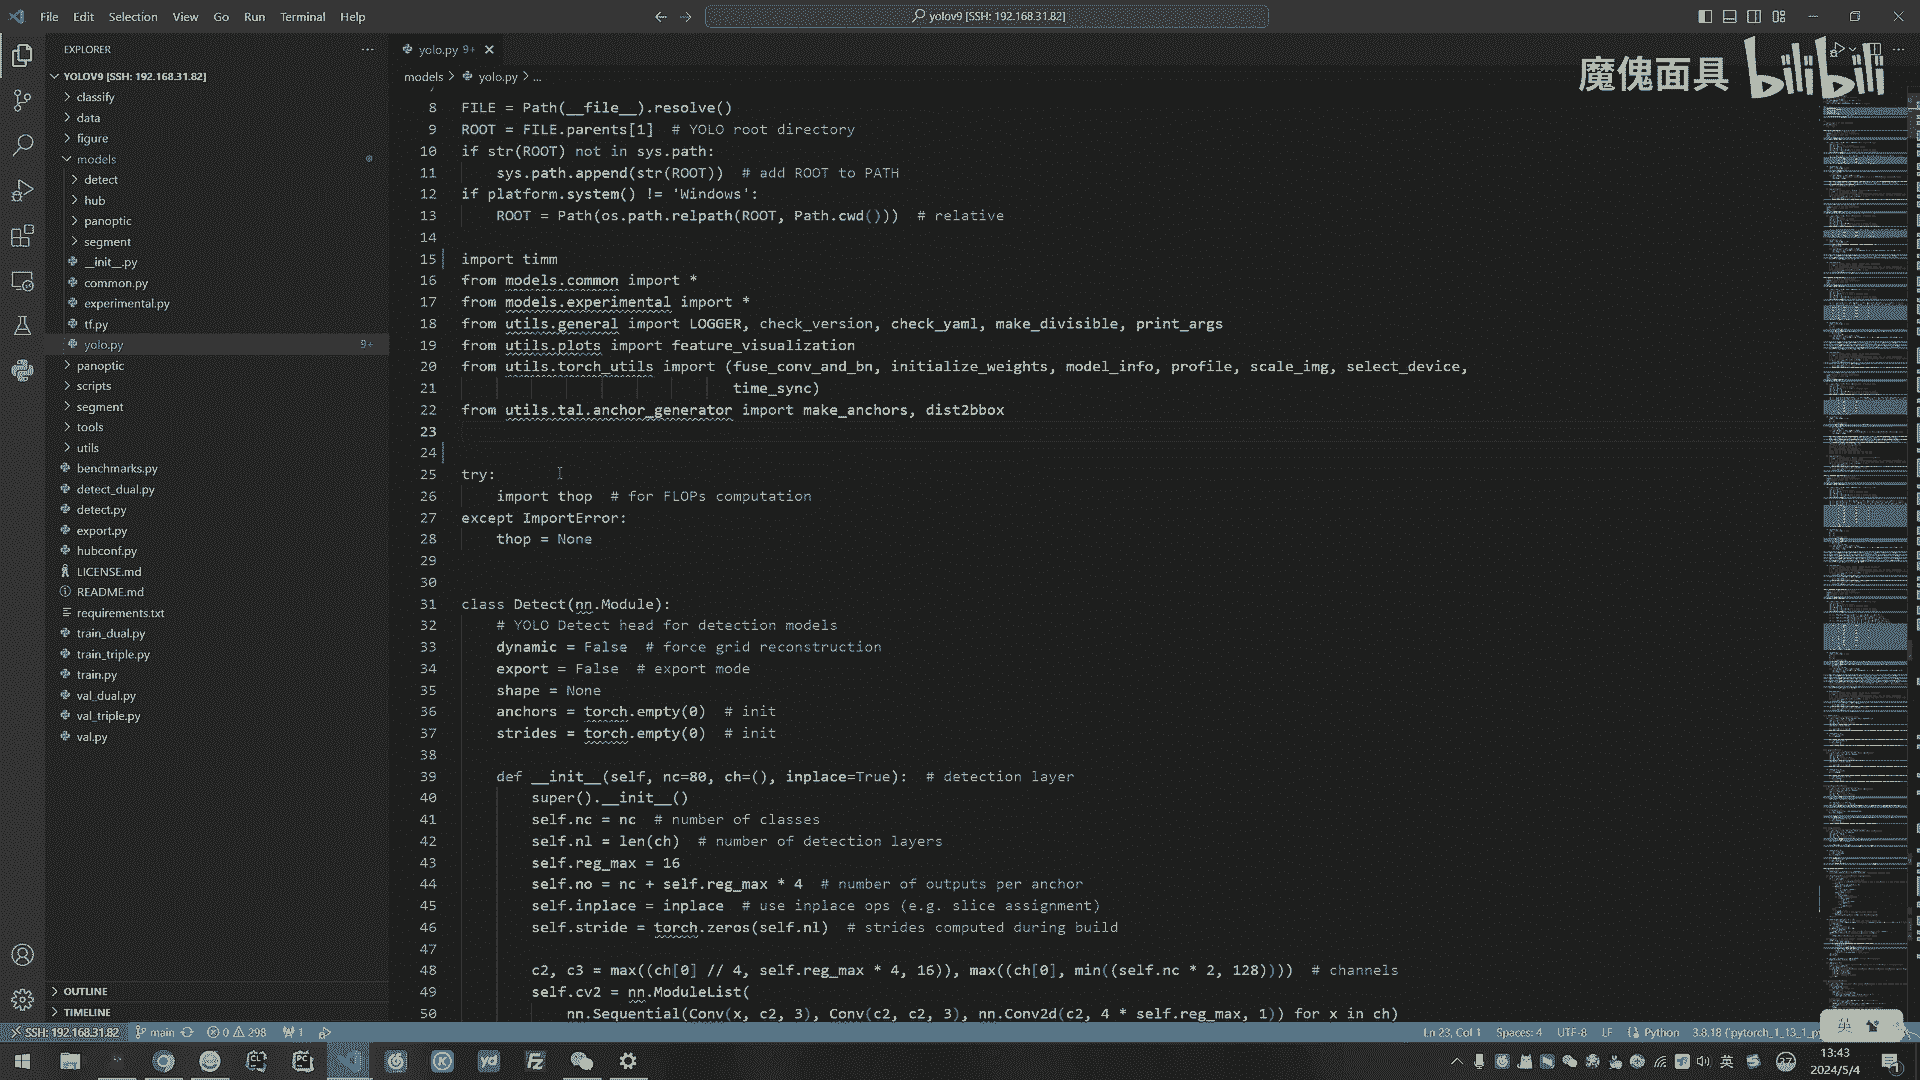 File Edit Selection View Go Run Terminal Help
yolov9 [SSH: 192.168.31.82]
EXPLORER
YOLOV9 [SSH: 192.168.31.82]
classify
data
figure
models
detect
hub
panoptic
segment
__init__.py
common.py
experimental.py
tf.py
yolo.py 9+
panoptic
scripts
segment
tools
utils
benchmarks.py
detect_dual.py
detect.py
export.py
hubconf.py
LICENSE.md
README.md
requirements.txt
train_dual.py
train_triple.py
train.py
val_dual.py
val_triple.py
val.py
OUTLINE
TIMELINE
yolo.py 9+
models > yolo.py > ...
魔傀面具 bilibili
8 FILE = Path(__file__).resolve()
9 ROOT = FILE.parents[1]  # YOLO root directory
10 if str(ROOT) not in sys.path:
11     sys.path.append(str(ROOT))  # add ROOT to PATH
12 if platform.system() != 'Windows':
13     ROOT = Path(os.path.relpath(ROOT, Path.cwd()))  # relative
14
15 import timm
16 from models.common import *
17 from models.experimental import *
18 from utils.general import LOGGER, check_version, check_yaml, make_divisible, print_args
19 from utils.plots import feature_visualization
20 from utils.torch_utils import (fuse_conv_and_bn, initialize_weights, model_info, profile, scale_img, select_device,
21                                time_sync)
22 from utils.tal.anchor_generator import make_anchors, dist2bbox
23
24
25 try:
26     import thop  # for FLOPs computation
27 except ImportError:
28     thop = None
29
30
31 class Detect(nn.Module):
32     # YOLO Detect head for detection models
33     dynamic = False  # force grid reconstruction
34     export = False  # export mode
35     shape = None
36     anchors = torch.empty(0)  # init
37     strides = torch.empty(0)  # init
38
39     def __init__(self, nc=80, ch=(), inplace=True):  # detection layer
40         super().__init__()
41         self.nc = nc  # number of classes
42         self.nl = len(ch)  # number of detection layers
43         self.reg_max = 16
44         self.no = nc + self.reg_max * 4  # number of outputs per anchor
45         self.inplace = inplace  # use inplace ops (e.g. slice assignment)
46         self.stride = torch.zeros(self.nl)  # strides computed during build
47
48         c2, c3 = max((ch[0] // 4, self.reg_max * 4, 16)), max((ch[0], min((self.nc * 2, 128))))  # channels
49         self.cv2 = nn.ModuleList(
50             nn.Sequential(Conv(x, c2, 3), Conv(c2, c2, 3), nn.Conv2d(c2, 4 * self.reg_max, 1)) for x in ch)
SSH: 192.168.31.82 main 0 298 1 Ln 23, Col 1 Spaces: 4 UTF-8 LF Python 3.8.18 ('pytorch_1_13_1_p
英
英 37 13:43
2024/5/4